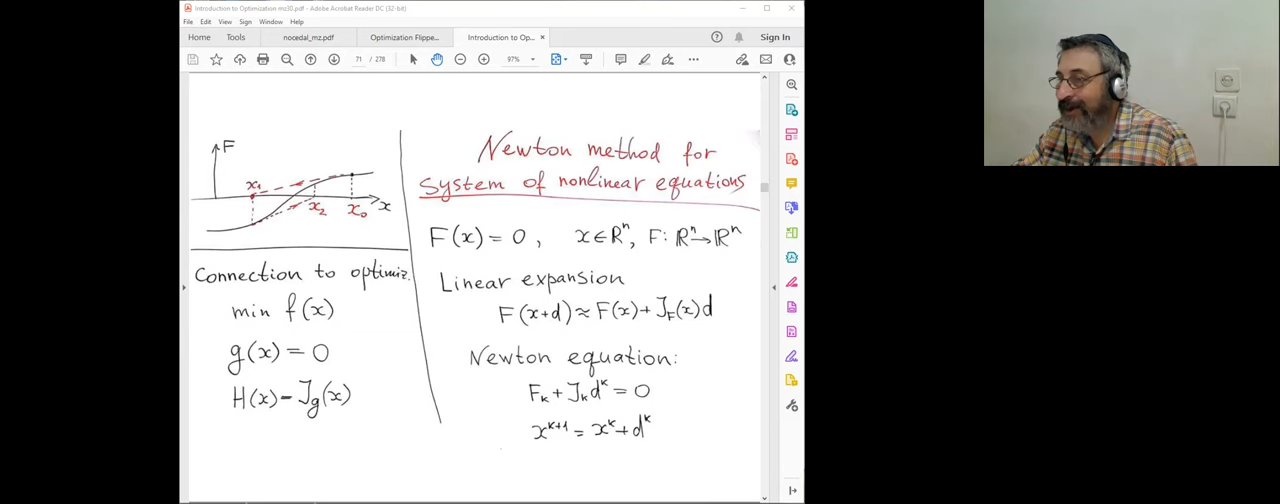 Introduction to Optimization mz30.pdf - Adobe Acrobat Reader DC (32-bit)
File Edit View Sign Window Help
Home Tools nocedal_mz.pdf Optimization Flippe... Introduction to Op... × Sign In
71 / 278 97%
F
x₁ x₂ x₀ x
Connection to optimiz.
min f(x)
g(x) = 0
H(x) = J_g(x)
Newton method for
system of nonlinear equations
F(x) = 0, x ∈ Rⁿ, F: Rⁿ → Rⁿ
Linear expansion
F(x+d) ≈ F(x) + J_F(x)d
Newton equation:
F_k + J_k d^k = 0
x^{k+1} = x^k + d^k